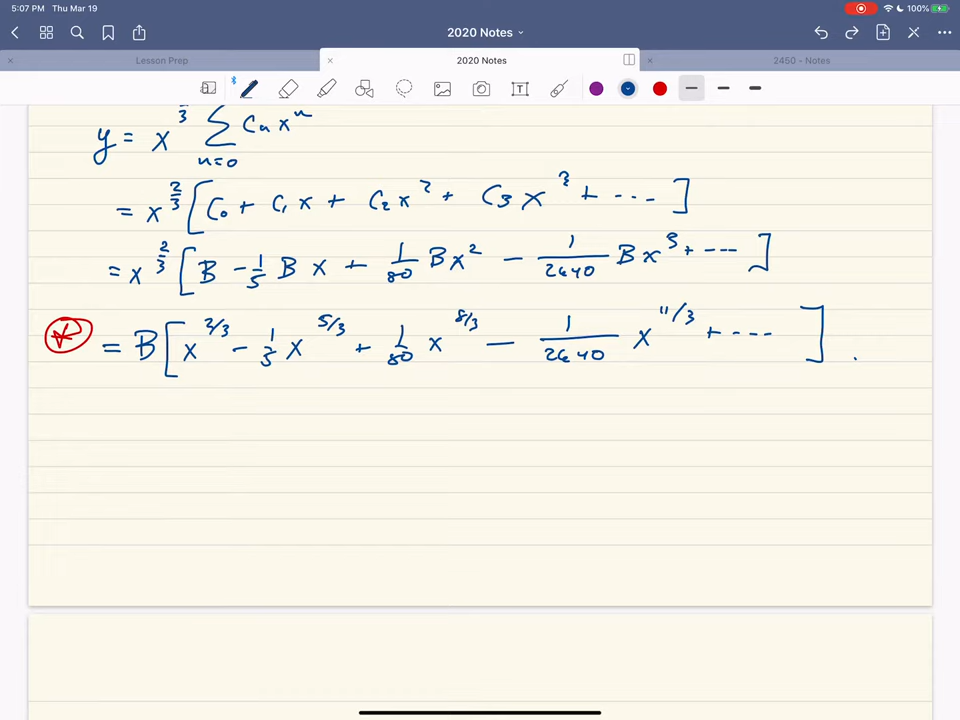 5:07 PM Thu Mar 19 100%
2020 Notes
Lesson Prep 2020 Notes 2450 - Notes
y = x^{2/3} \sum_{n=0} C_n x^n
= x^{2/3} [ C_0 + C_1 x + C_2 x^2 + C_3 x^3 + ... ]
= x^{2/3} [ B - 1/5 B x + 1/80 B x^2 - 1/2640 B x^3 + ... ]
= B [ x^{2/3} - 1/5 x^{5/3} + 1/80 x^{8/3} - 1/2640 x^{11/3} + .... ] .